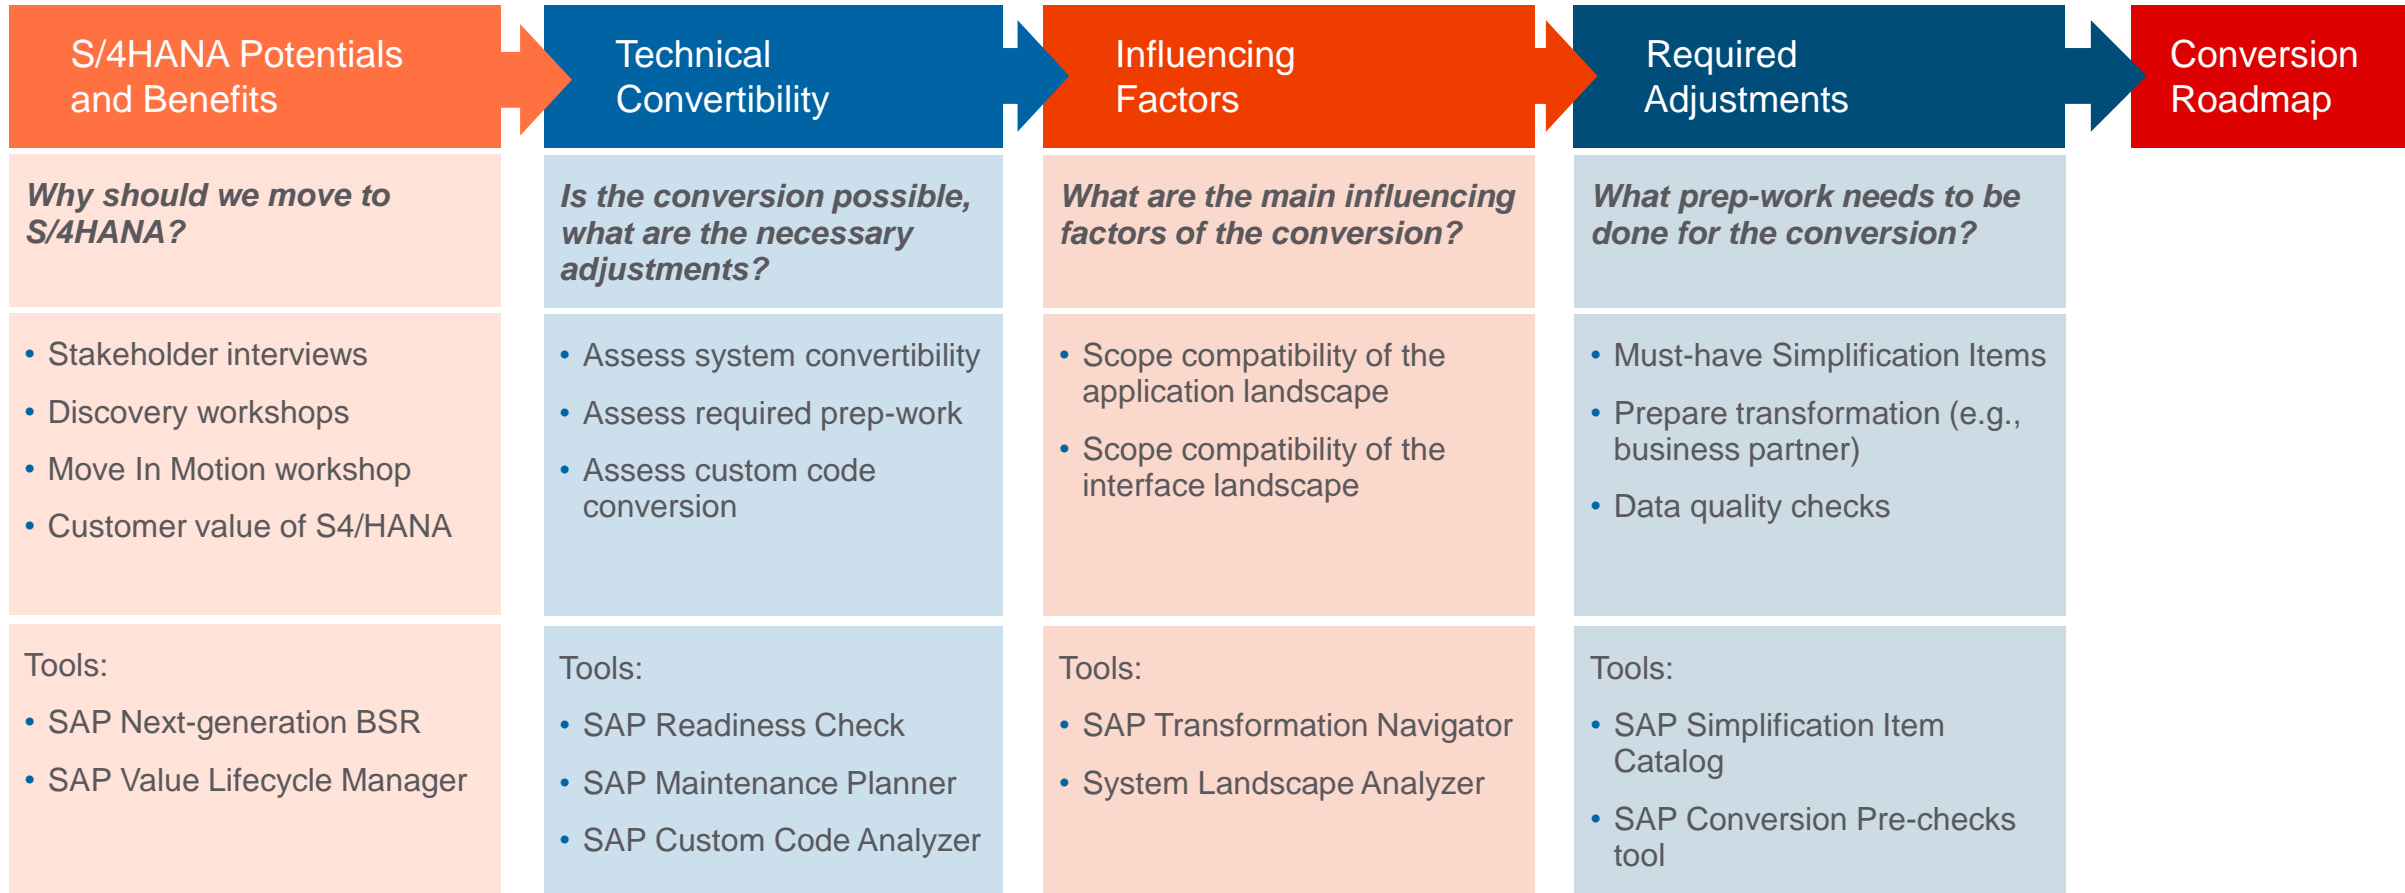 S/4HANA Potentials
and Benefits
Technical
Convertibility
Influencing
Factors
Required
Adjustments
Conversion
Roadmap
Why should we move to
S/4HANA?
Is the conversion possible,
what are the necessary
adjustments?
What are the main influencing
factors of the conversion?
What prep-work needs to be
done for the conversion?
• Stakeholder interviews
• Discovery workshops
• Move In Motion workshop
• Customer value of S4/HANA
• Assess system convertibility
• Assess required prep-work
• Assess custom code
conversion
• Scope compatibility of the
application landscape
• Scope compatibility of the
interface landscape
• Must-have Simplification Items
• Prepare transformation (e.g.,
business partner)
• Data quality checks
Tools:
• SAP Next-generation BSR
• SAP Value Lifecycle Manager
Tools:
• SAP Readiness Check
• SAP Maintenance Planner
• SAP Custom Code Analyzer
Tools:
• SAP Transformation Navigator
• System Landscape Analyzer
Tools:
• SAP Simplification Item
Catalog
• SAP Conversion Pre-checks
tool